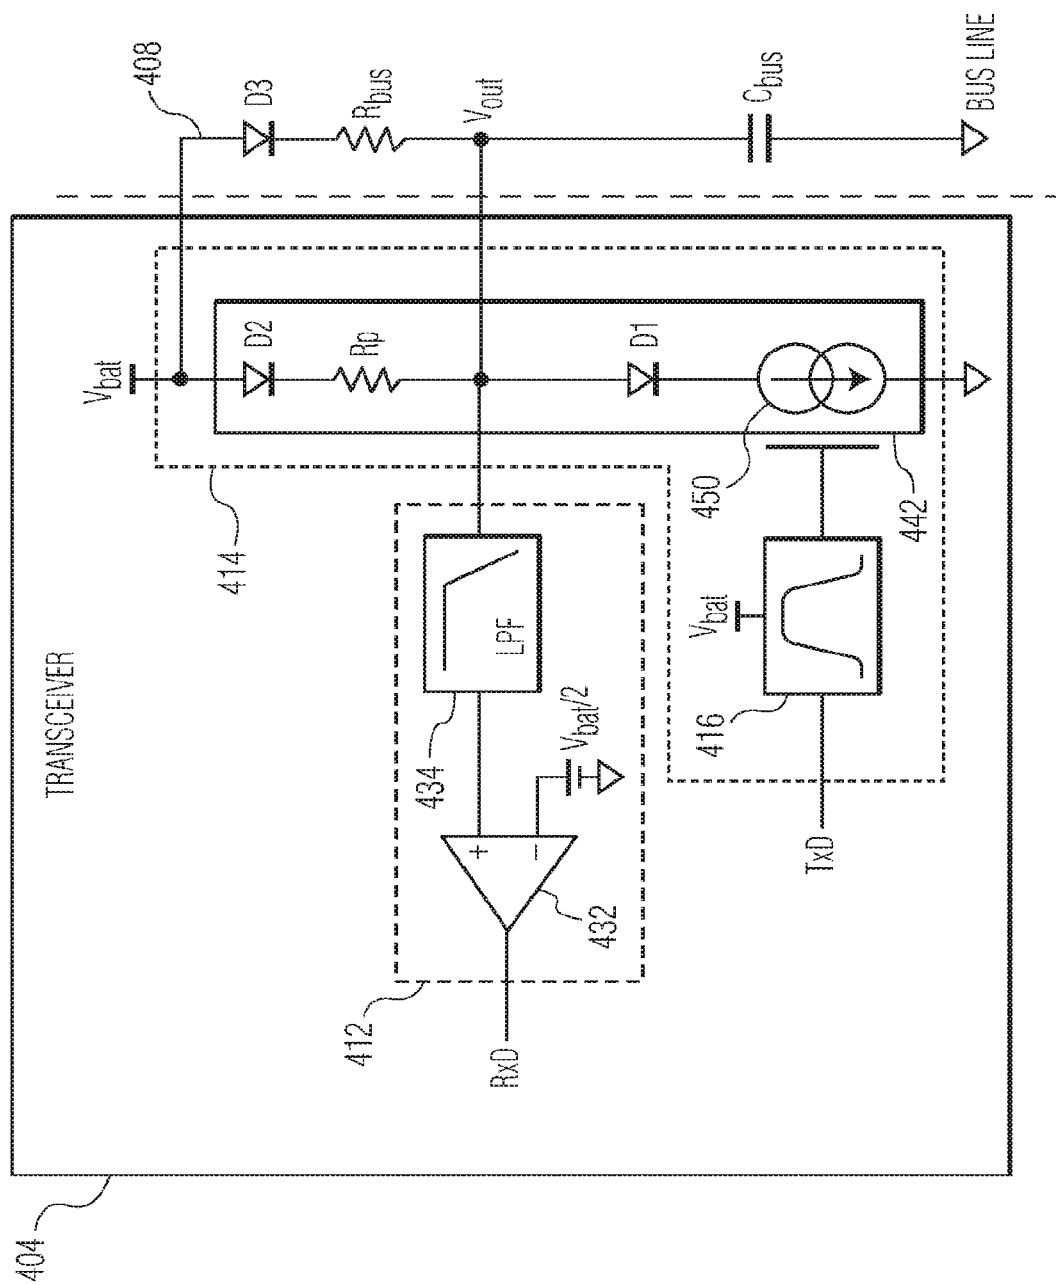 404
TRANSCEIVER
408
D3
Rbus
Vout
Cbus
BUS LINE
Vbat
D2
Rp
D1
450
442
414
LPF
434
Vbat/2
+
−
432
412
RxD
Vbat
416
TxD